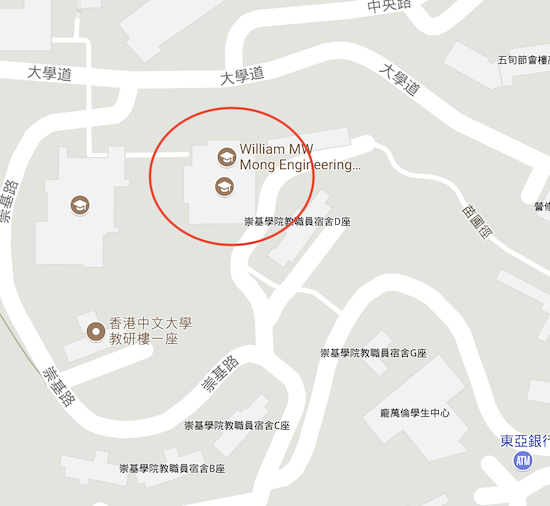 中央路
五旬節會樓
大學道
大學道
大學道
William MW
Mong Engineering...
崇基路
苗圃徑
營修
崇基學院教職員宿舍D座
香港中文大學
教研樓一座
崇基學院教職員宿舍G座
崇基路
崇基路
龐萬倫學生中心
崇基學院教職員宿舍C座
東亞銀行
ATM
崇基學院教職員宿舍B座